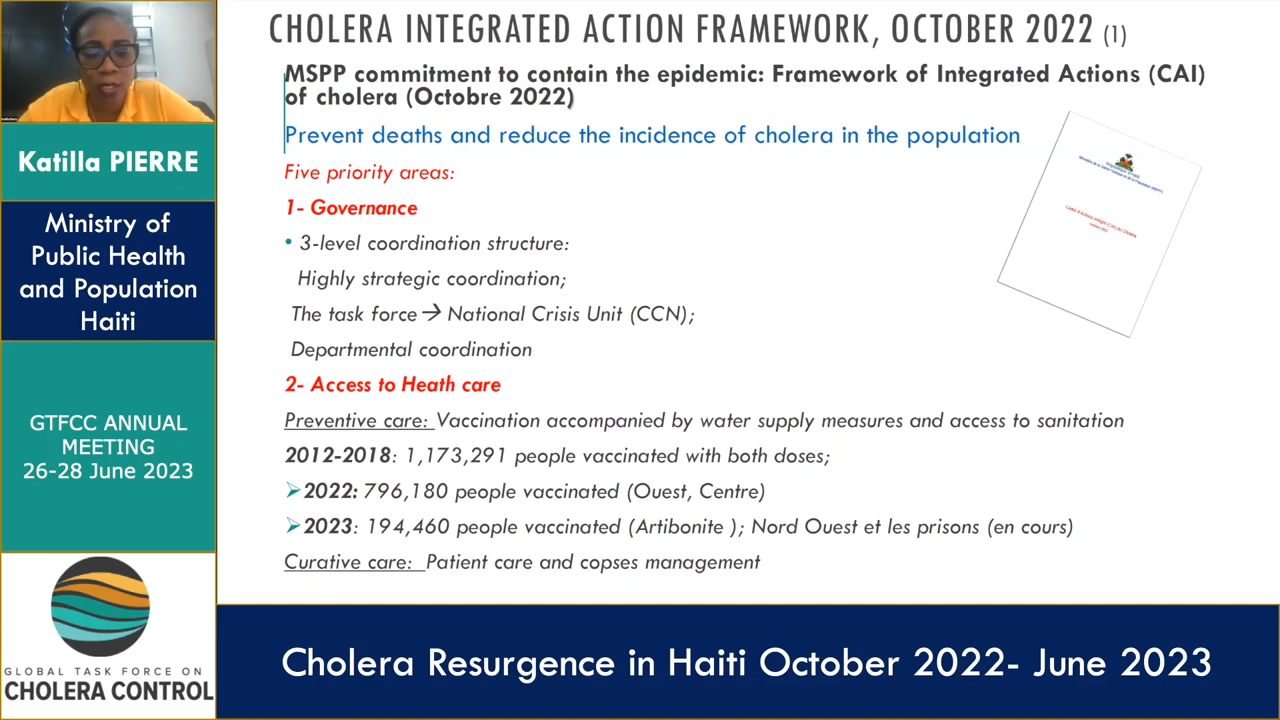 CHOLERA INTEGRATED ACTION FRAMEWORK, OCTOBER 2022 (1)
MSPP commitment to contain the epidemic: Framework of Integrated Actions (CAI)
of cholera (Octobre 2022)
Prevent deaths and reduce the incidence of cholera in the population
Five priority areas:
1- Governance
• 3-level coordination structure:
Highly strategic coordination;
The task force → National Crisis Unit (CCN);
Departmental coordination
2- Access to Heath care
Preventive care: Vaccination accompanied by water supply measures and access to sanitation
2012-2018: 1,173,291 people vaccinated with both doses;
➢2022: 796,180 people vaccinated (Ouest, Centre)
➢2023: 194,460 people vaccinated (Artibonite ); Nord Ouest et les prisons (en cours)
Curative care: Patient care and copses management
Katilla PIERRE
Ministry of
Public Health
and Population
Haiti
GTFCC ANNUAL
MEETING
26-28 June 2023
GLOBAL TASK FORCE ON
CHOLERA CONTROL
Cholera Resurgence in Haiti October 2022- June 2023